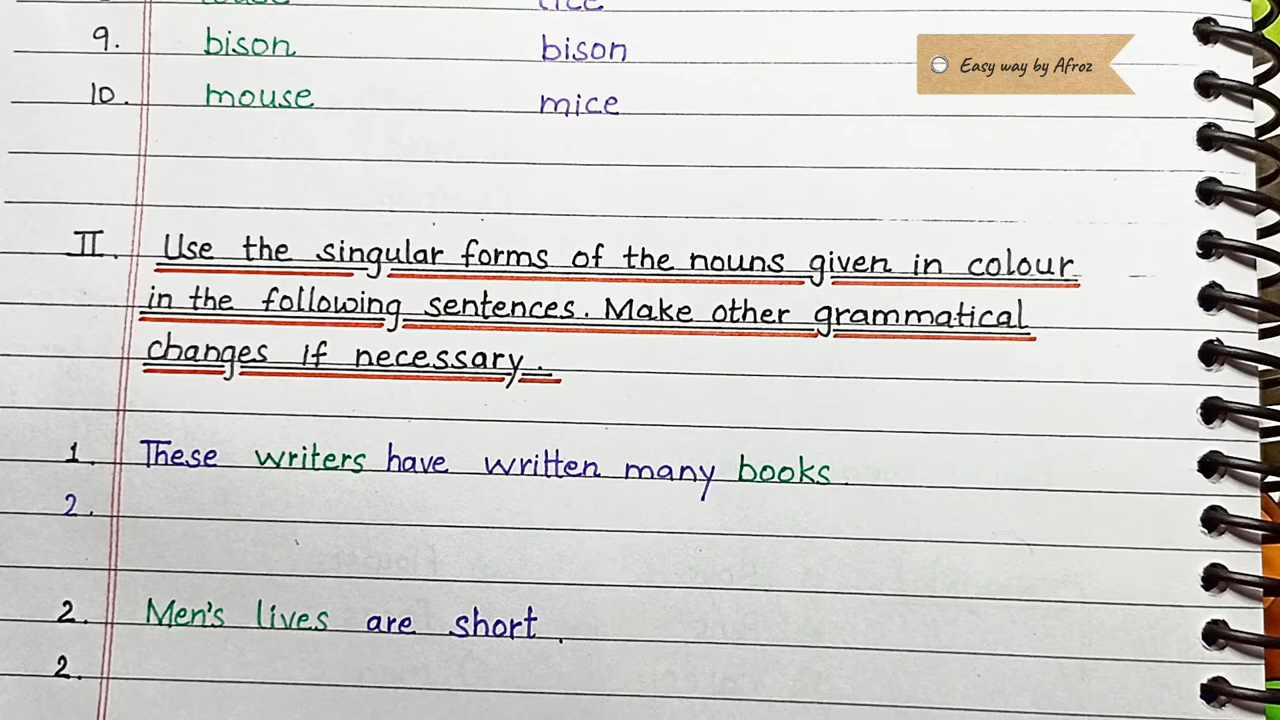 9. bison bison
10. mouse mice
Easy way by Afroz
II. Use the singular forms of the nouns given in colour
in the following sentences. Make other grammatical
changes if necessary.
1. These writers have written many books.
2.
2. Men's lives are short.
2.